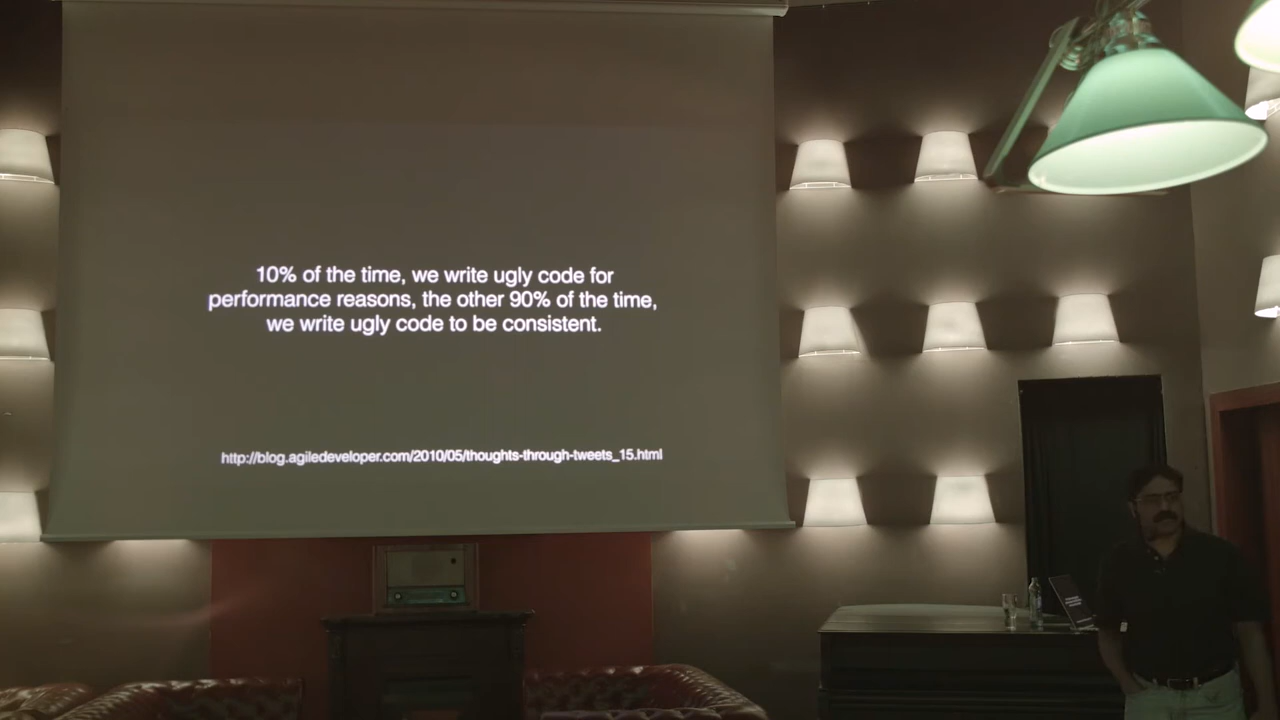 10% of the time, we write ugly code for
performance reasons, the other 90% of the time,
we write ugly code to be consistent.
http://blog.agiledeveloper.com/2010/05/thoughts-through-tweets_15.html